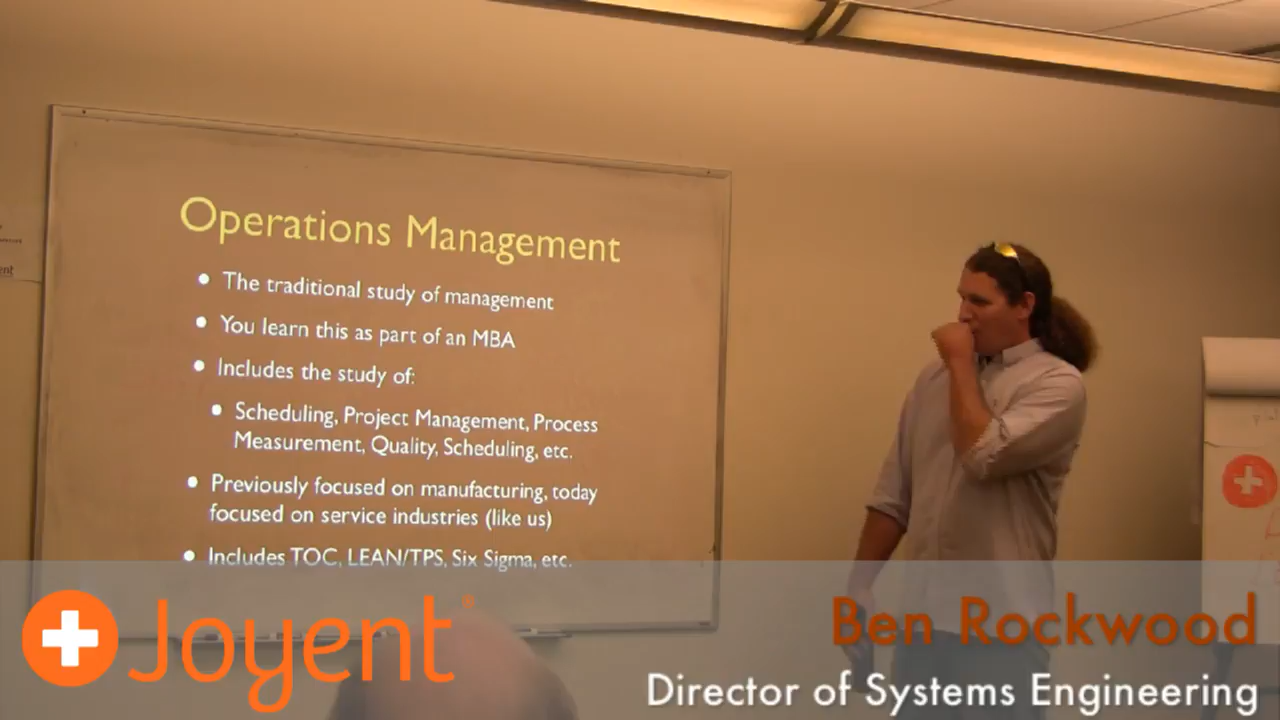 Operations Management
• The traditional study of management
• You learn this as part of an MBA
• Includes the study of:
• Scheduling, Project Management, Process
Measurement, Quality, Scheduling, etc.
• Previously focused on manufacturing, today
focused on service industries (like us)
• Includes TOC, LEAN/TPS, Six Sigma, etc.
Joyent®
Ben Rockwood
Director of Systems Engineering